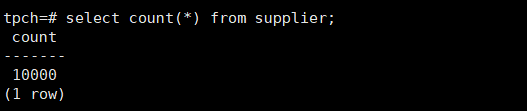 tpch=# select count(*) from supplier;
count
-------
10000
(1 row)